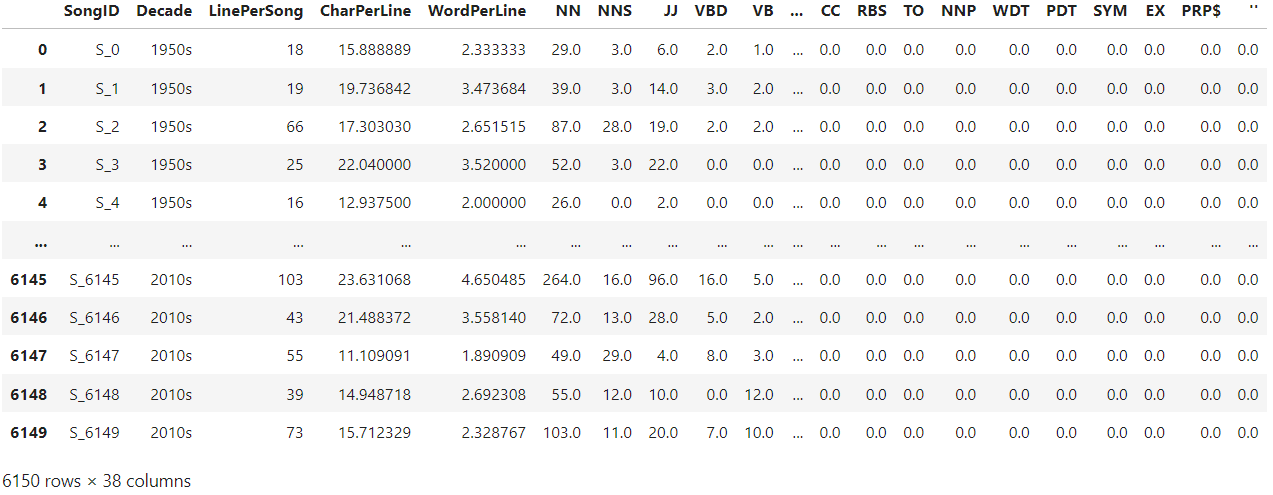 SongID Decade LinePerSong CharPerLine WordPerLine NN NNS JJ VBD VB ... CC RBS TO NNP WDT PDT SYM EX PRP$ ''
0 S_0 1950s 18 15.888889 2.333333 29.0 3.0 6.0 2.0 1.0 ... 0.0 0.0 0.0 0.0 0.0 0.0 0.0 0.0 0.0 0.0
1 S_1 1950s 19 19.736842 3.473684 39.0 3.0 14.0 3.0 2.0 ... 0.0 0.0 0.0 0.0 0.0 0.0 0.0 0.0 0.0 0.0
2 S_2 1950s 66 17.303030 2.651515 87.0 28.0 19.0 2.0 2.0 ... 0.0 0.0 0.0 0.0 0.0 0.0 0.0 0.0 0.0 0.0
3 S_3 1950s 25 22.040000 3.520000 52.0 3.0 22.0 0.0 0.0 ... 0.0 0.0 0.0 0.0 0.0 0.0 0.0 0.0 0.0 0.0
4 S_4 1950s 16 12.937500 2.000000 26.0 0.0 2.0 0.0 0.0 ... 0.0 0.0 0.0 0.0 0.0 0.0 0.0 0.0 0.0 0.0
... ... ... ... ... ... ... ... ... ... ... ... ... ... ... ... ... ... ... ... ... ...
6145 S_6145 2010s 103 23.631068 4.650485 264.0 16.0 96.0 16.0 5.0 ... 0.0 0.0 0.0 0.0 0.0 0.0 0.0 0.0 0.0 0.0
6146 S_6146 2010s 43 21.488372 3.558140 72.0 13.0 28.0 5.0 2.0 ... 0.0 0.0 0.0 0.0 0.0 0.0 0.0 0.0 0.0 0.0
6147 S_6147 2010s 55 11.109091 1.890909 49.0 29.0 4.0 8.0 3.0 ... 0.0 0.0 0.0 0.0 0.0 0.0 0.0 0.0 0.0 0.0
6148 S_6148 2010s 39 14.948718 2.692308 55.0 12.0 10.0 0.0 12.0 ... 0.0 0.0 0.0 0.0 0.0 0.0 0.0 0.0 0.0 0.0
6149 S_6149 2010s 73 15.712329 2.328767 103.0 11.0 20.0 7.0 10.0 ... 0.0 0.0 0.0 0.0 0.0 0.0 0.0 0.0 0.0 0.0
6150 rows × 38 columns